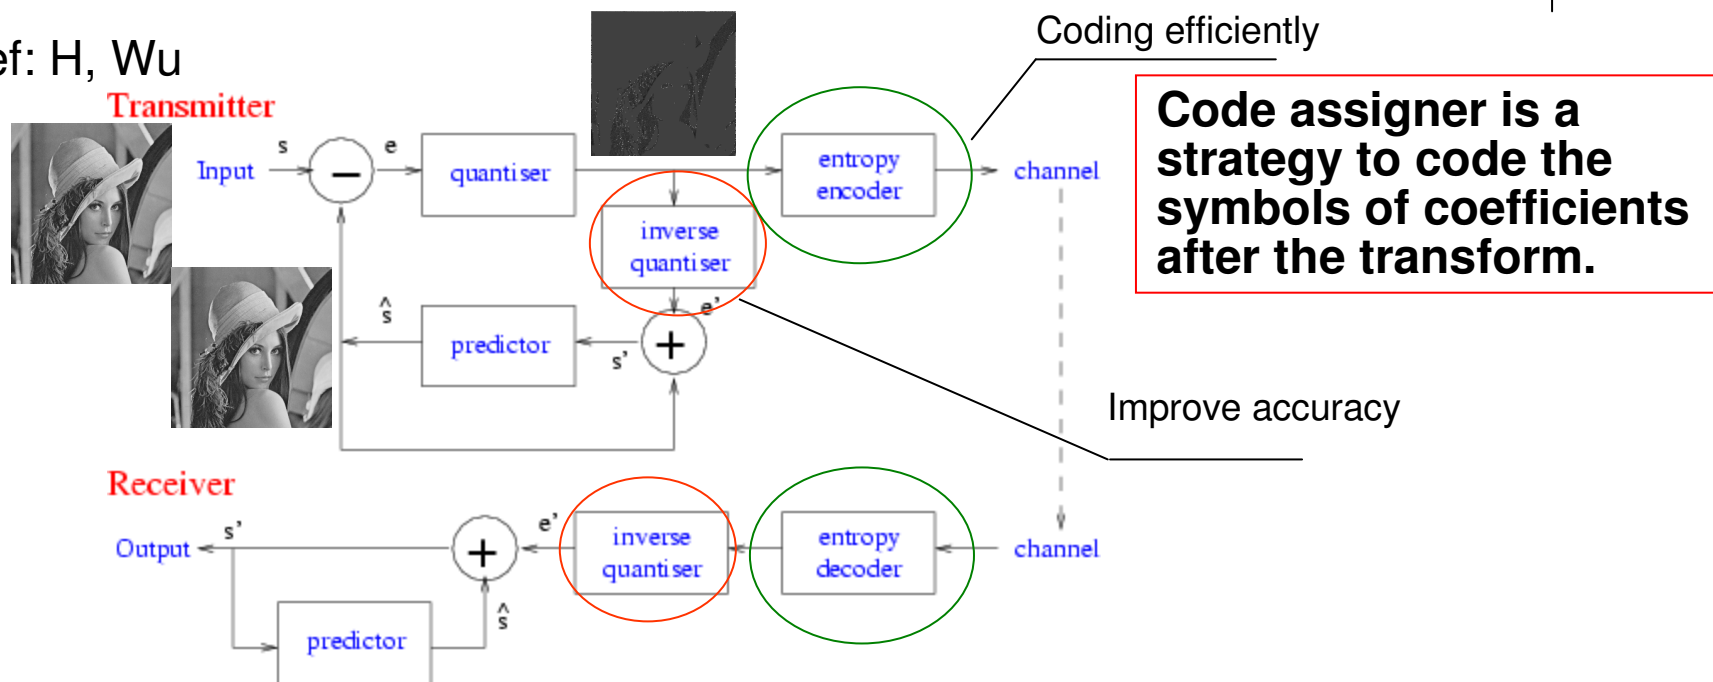 ef: H, Wu
Coding efficiently
Transmitter
Code assigner is a
strategy to code the
symbols of coefficients
after the transform.
Input
s
−
e
quantiser
entropy
encoder
channel
inverse
quantiser
e'
ŝ
predictor
s'
+
Improve accuracy
Receiver
Output
s'
+
e'
inverse
quantiser
entropy
decoder
channel
ŝ
predictor